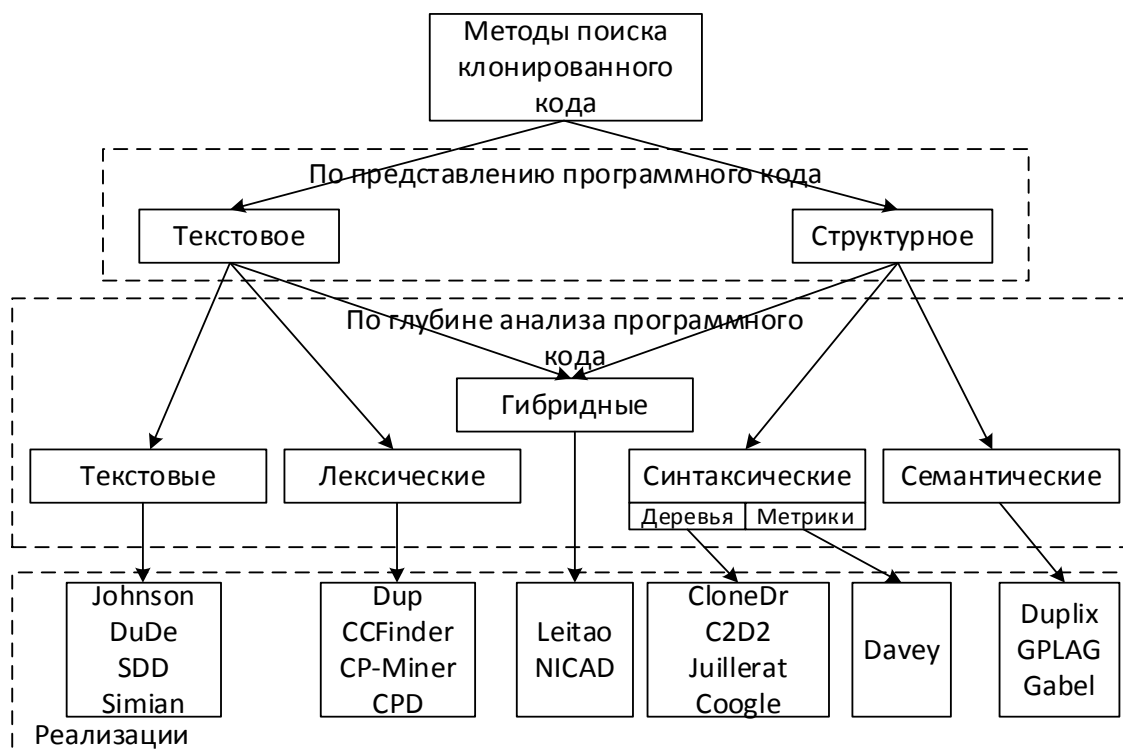 Методы поиска
клонированного
кода
По представлению программного кода
Текстовое
Структурное
По глубине анализа программного
кода
Гибридные
Текстовые
Лексические
Синтаксические
Семантические
Деревья
Метрики
Johnson
DuDe
SDD
Simian
Dup
CCFinder
CP-Miner
CPD
Leitao
NICAD
CloneDr
C2D2
Juillerat
Coogle
Davey
Duplix
GPLAG
Gabel
Реализации